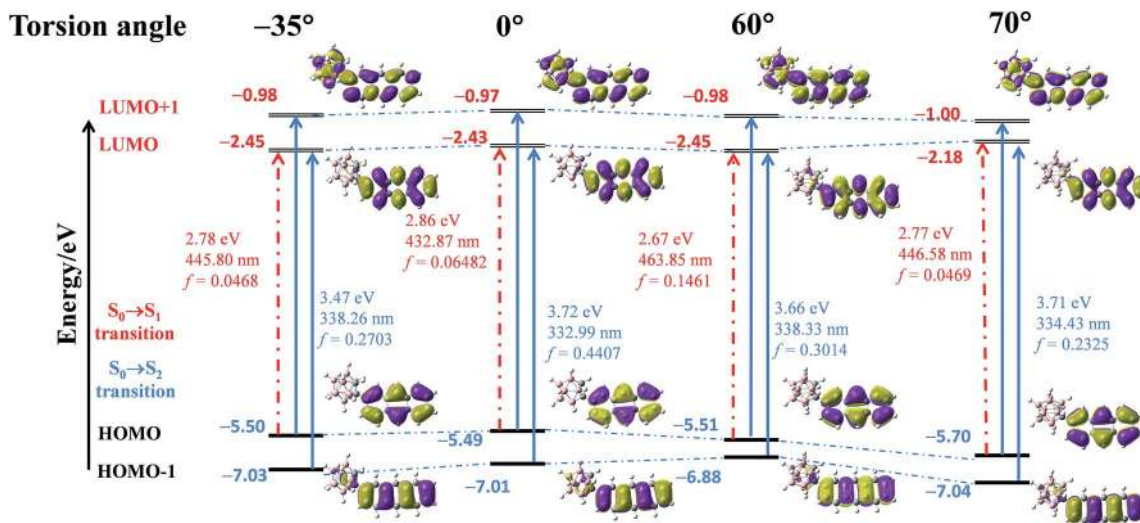 Torsion angle
−35°
0°
60°
70°
LUMO+1
−0.98
−0.97
−0.98
−1.00
LUMO
−2.45
−2.43
−2.45
−2.18
Energy/eV
2.78 eV
445.80 nm
f = 0.0468
2.86 eV
432.87 nm
f = 0.06482
2.67 eV
463.85 nm
f = 0.1461
2.77 eV
446.58 nm
f = 0.0469
S₀→S₁
transition
3.47 eV
338.26 nm
f = 0.2703
3.72 eV
332.99 nm
f = 0.4407
3.66 eV
338.33 nm
f = 0.3014
3.71 eV
334.43 nm
f = 0.2325
S₀→S₂
transition
HOMO
−5.50
−5.49
−5.51
−5.70
HOMO-1
−7.03
−7.01
−6.88
−7.04